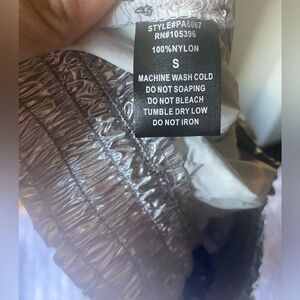 STYLE#PA6067
RN#105396
100%NYLON
S
MACHINE WASH COLD
DO NOT SOAPING
DO NOT BLEACH
TUMBLE DRY LOW
DO NOT IRON